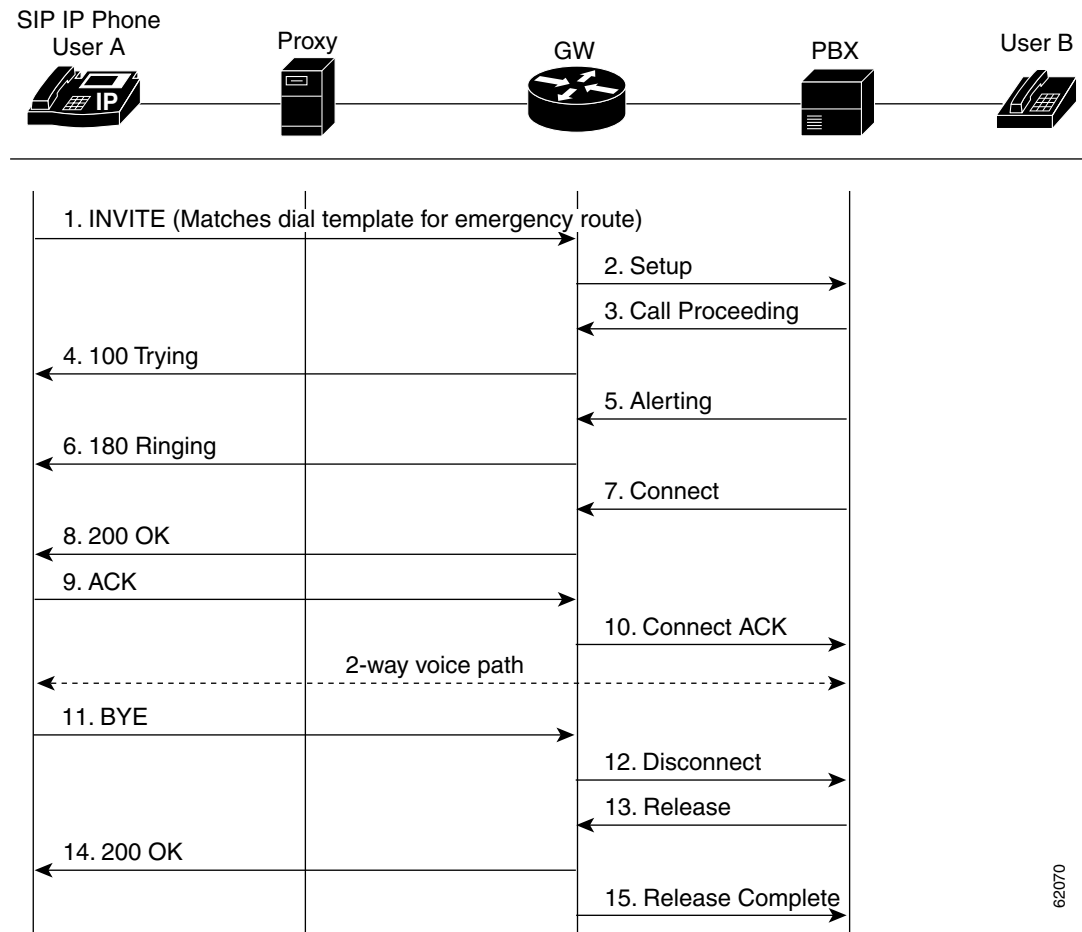 SIP IP Phone
User A
Proxy
GW
PBX
User B
IP
1. INVITE (Matches dial template for emergency route)
2. Setup
3. Call Proceeding
4. 100 Trying
5. Alerting
6. 180 Ringing
7. Connect
8. 200 OK
9. ACK
10. Connect ACK
2-way voice path
11. BYE
12. Disconnect
13. Release
14. 200 OK
15. Release Complete
62070